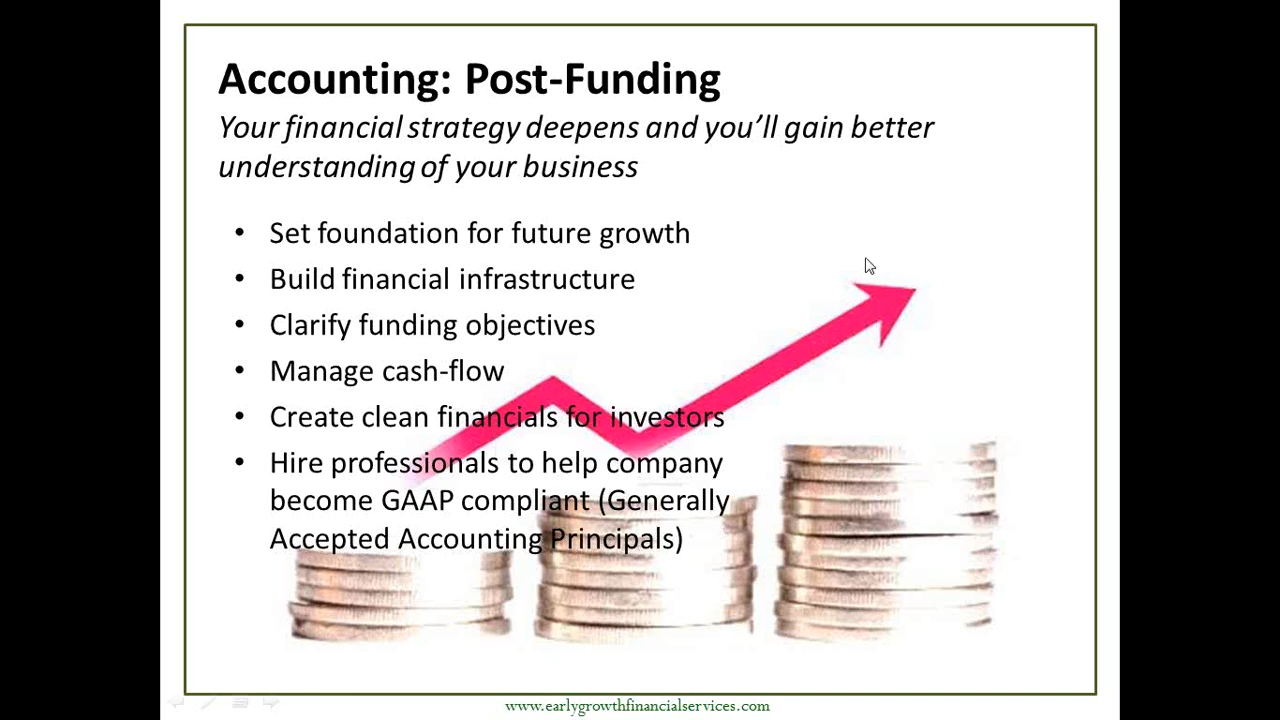 Accounting: Post-Funding
Your financial strategy deepens and you'll gain better
understanding of your business
• Set foundation for future growth
• Build financial infrastructure
• Clarify funding objectives
• Manage cash-flow
• Create clean financials for investors
• Hire professionals to help company
become GAAP compliant (Generally
Accepted Accounting Principals)
www.earlygrowthfinancialservices.com